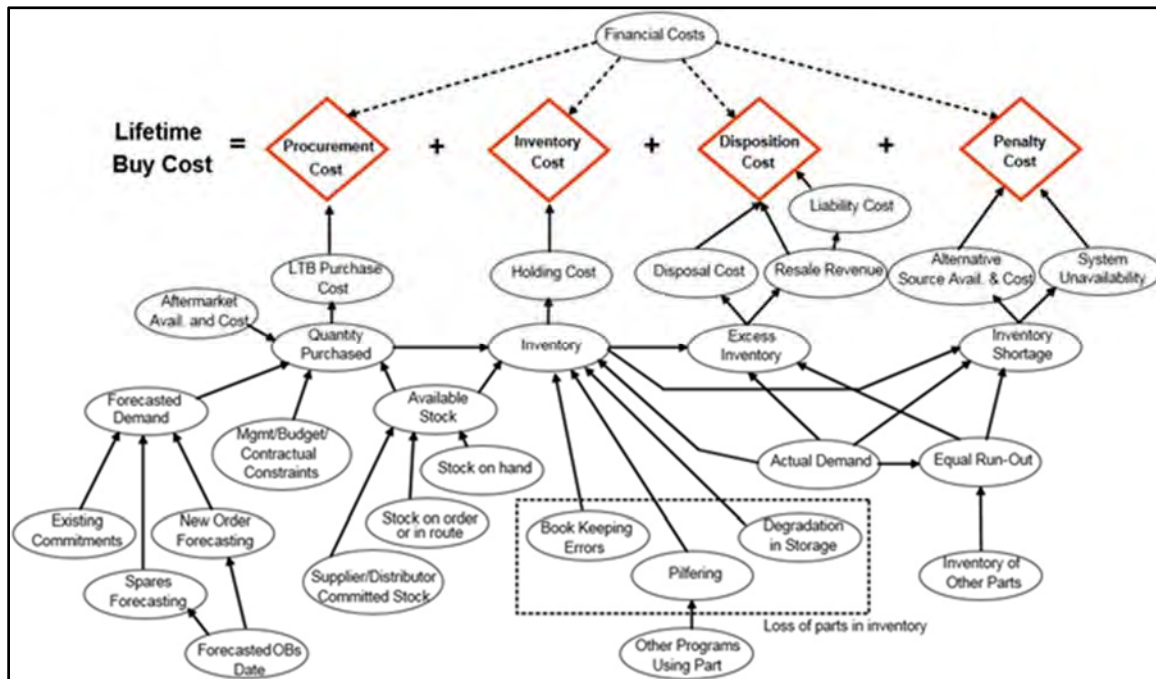 Financial Costs
Lifetime
Buy Cost
=
Procurement
Cost
+
Inventory
Cost
+
Disposition
Cost
+
Penalty
Cost
Liability Cost
LTB Purchase
Cost
Holding Cost
Disposal Cost
Resale Revenue
Alternative
Source Avail. & Cost
System
Unavailability
Aftermarket
Avail. and Cost
Quantity
Purchased
Inventory
Excess
Inventory
Inventory
Shortage
Forecasted
Demand
Available
Stock
Mgmt/Budget/
Contractual
Constraints
Stock on hand
Actual Demand
Equal Run-Out
Existing
Commitments
New Order
Forecasting
Stock on order
or in route
Book Keeping
Errors
Degradation
in Storage
Spares
Forecasting
Supplier/Distributor
Committed Stock
Pilfering
Inventory of
Other Parts
Loss of parts in inventory
Forecasted OBs
Date
Other Programs
Using Part